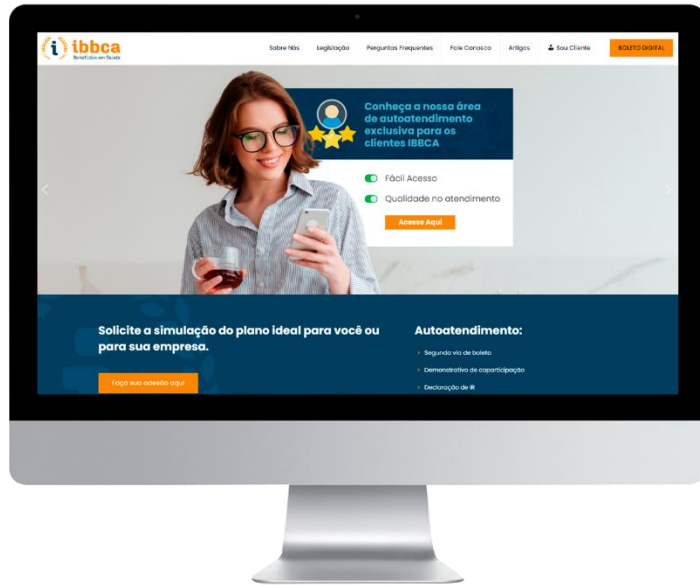 ibbca
Benefícios em Saúde
Sobre Nós
Legislação
Perguntas Frequentes
Fale Conosco
Artigos
Sou Cliente
BOLETO DIGITAL
Conheça a nossa área
de autoatendimento
exclusiva para os
clientes IBBCA
Fácil Acesso
Qualidade no atendimento
Acesse Aqui
Solicite a simulação do plano ideal para você ou
para sua empresa.
Faça sua adesão aqui
Autoatendimento:
Segunda via de boleto
Demonstrativo de coparticipação
Declaração de IR